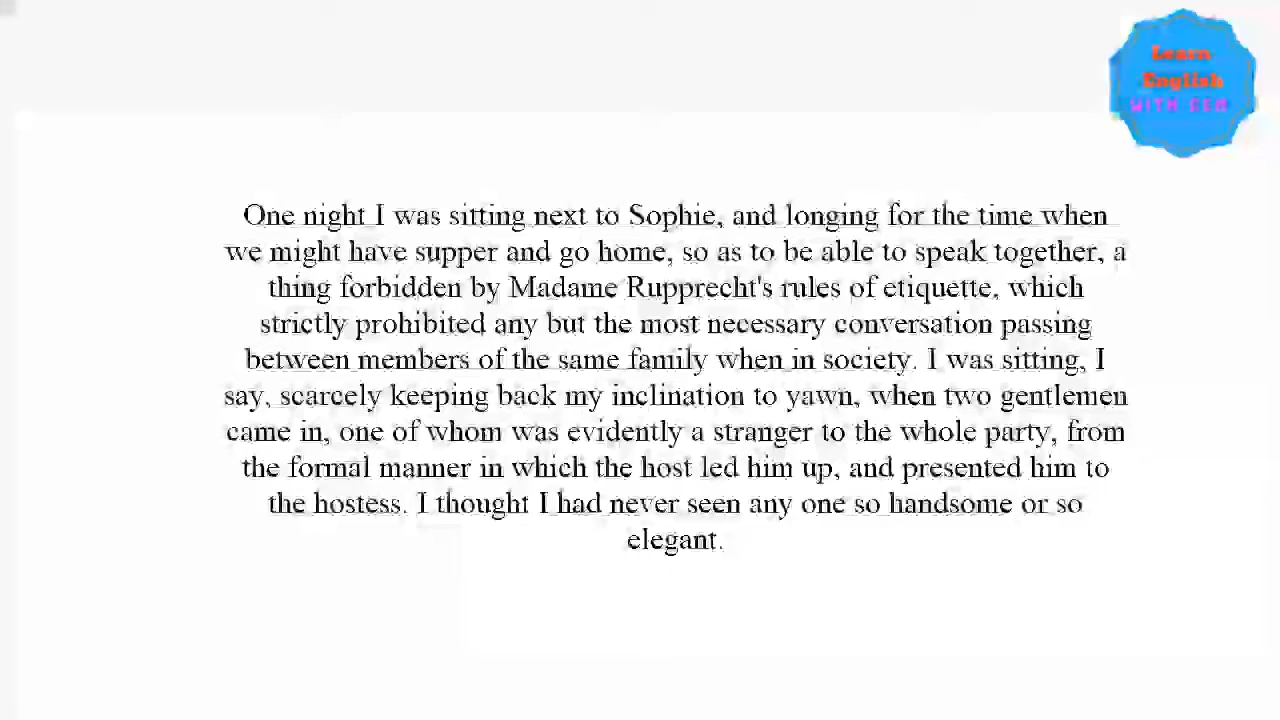 Learn
English
WITH
One night I was sitting next to Sophie, and longing for the time when
we might have supper and go home, so as to be able to speak together, a
thing forbidden by Madame Rupprecht's rules of etiquette, which
strictly prohibited any but the most necessary conversation passing
between members of the same family when in society. I was sitting, I
say, scarcely keeping back my inclination to yawn, when two gentlemen
came in, one of whom was evidently a stranger to the whole party, from
the formal manner in which the host led him up, and presented him to
the hostess. I thought I had never seen any one so handsome or so
elegant.